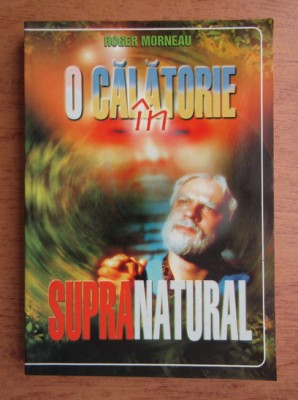 ROGER MORNEAU
O CĂLĂTORIE
în
SUPRANATURAL